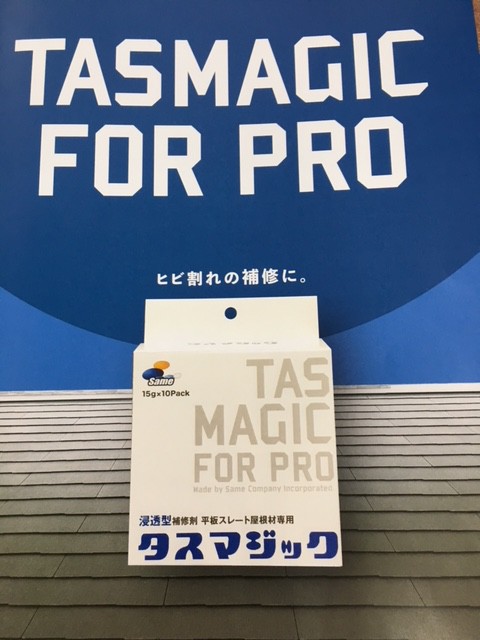 TASMAGIC
FOR PRO
ヒビ割れの補修に。
Same
15g×10Pack
TAS
MAGIC
FOR PRO
Made by Same Company Incorporated
浸透型補修剤 平板スレート屋根材専用
タスマジック